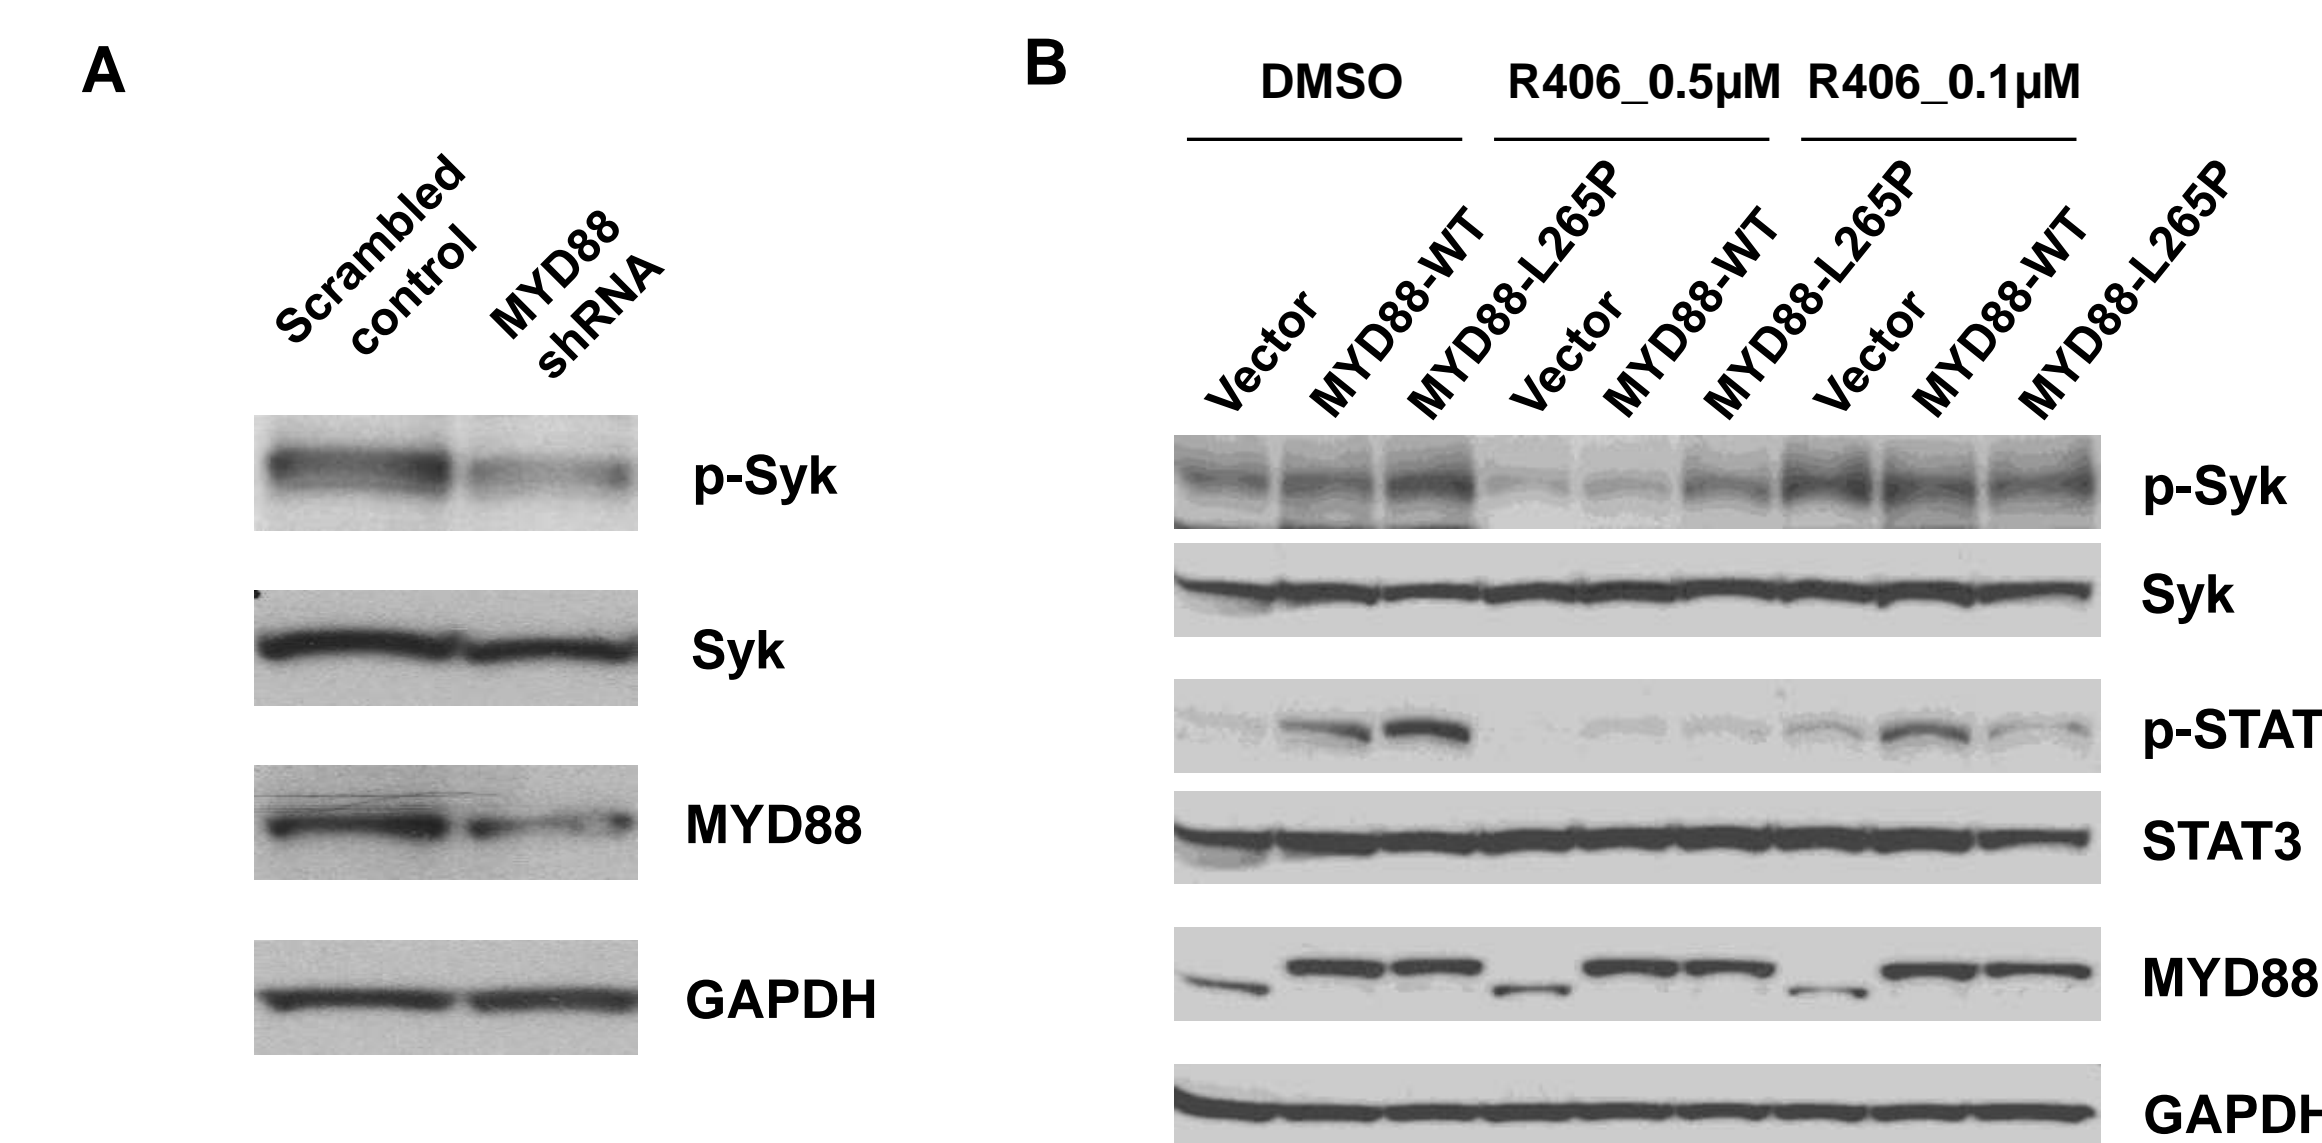 A
B
DMSO R406_0.5µM R406_0.1µM
Scrambled
control
MYD88
shRNA
Vector
MYD88-WT
MYD88-L265P
Vector
MYD88-WT
MYD88-L265P
Vector
MYD88-WT
MYD88-L265P
p-Syk
Syk
MYD88
GAPDH
p-Syk
Syk
p-STAT
STAT3
MYD88
GAPDH